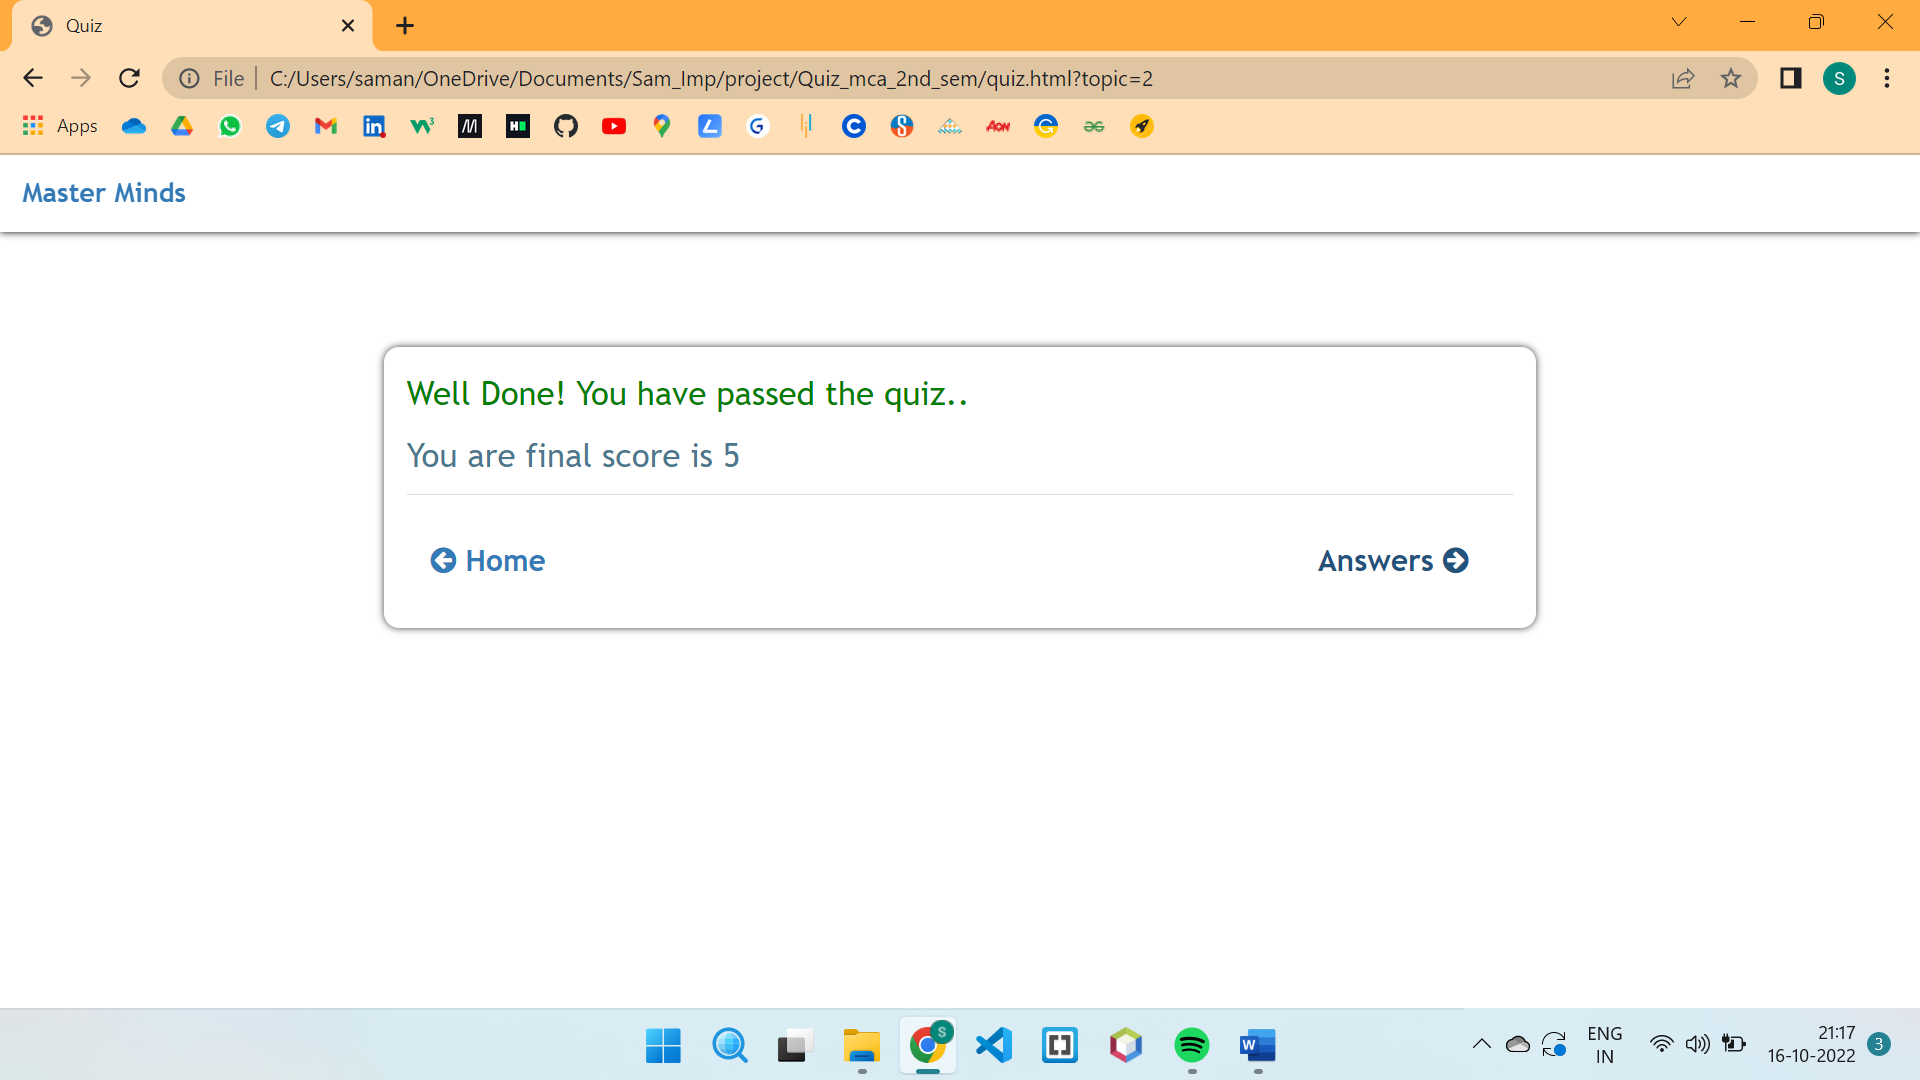 Quiz
File
C:/Users/saman/OneDrive/Documents/Sam_Imp/project/Quiz_mca_2nd_sem/quiz.html?topic=2
S
Apps
Master Minds
Well Done! You have passed the quiz..
You are final score is 5
Home
Answers
ENG
IN
21:17
16-10-2022
3